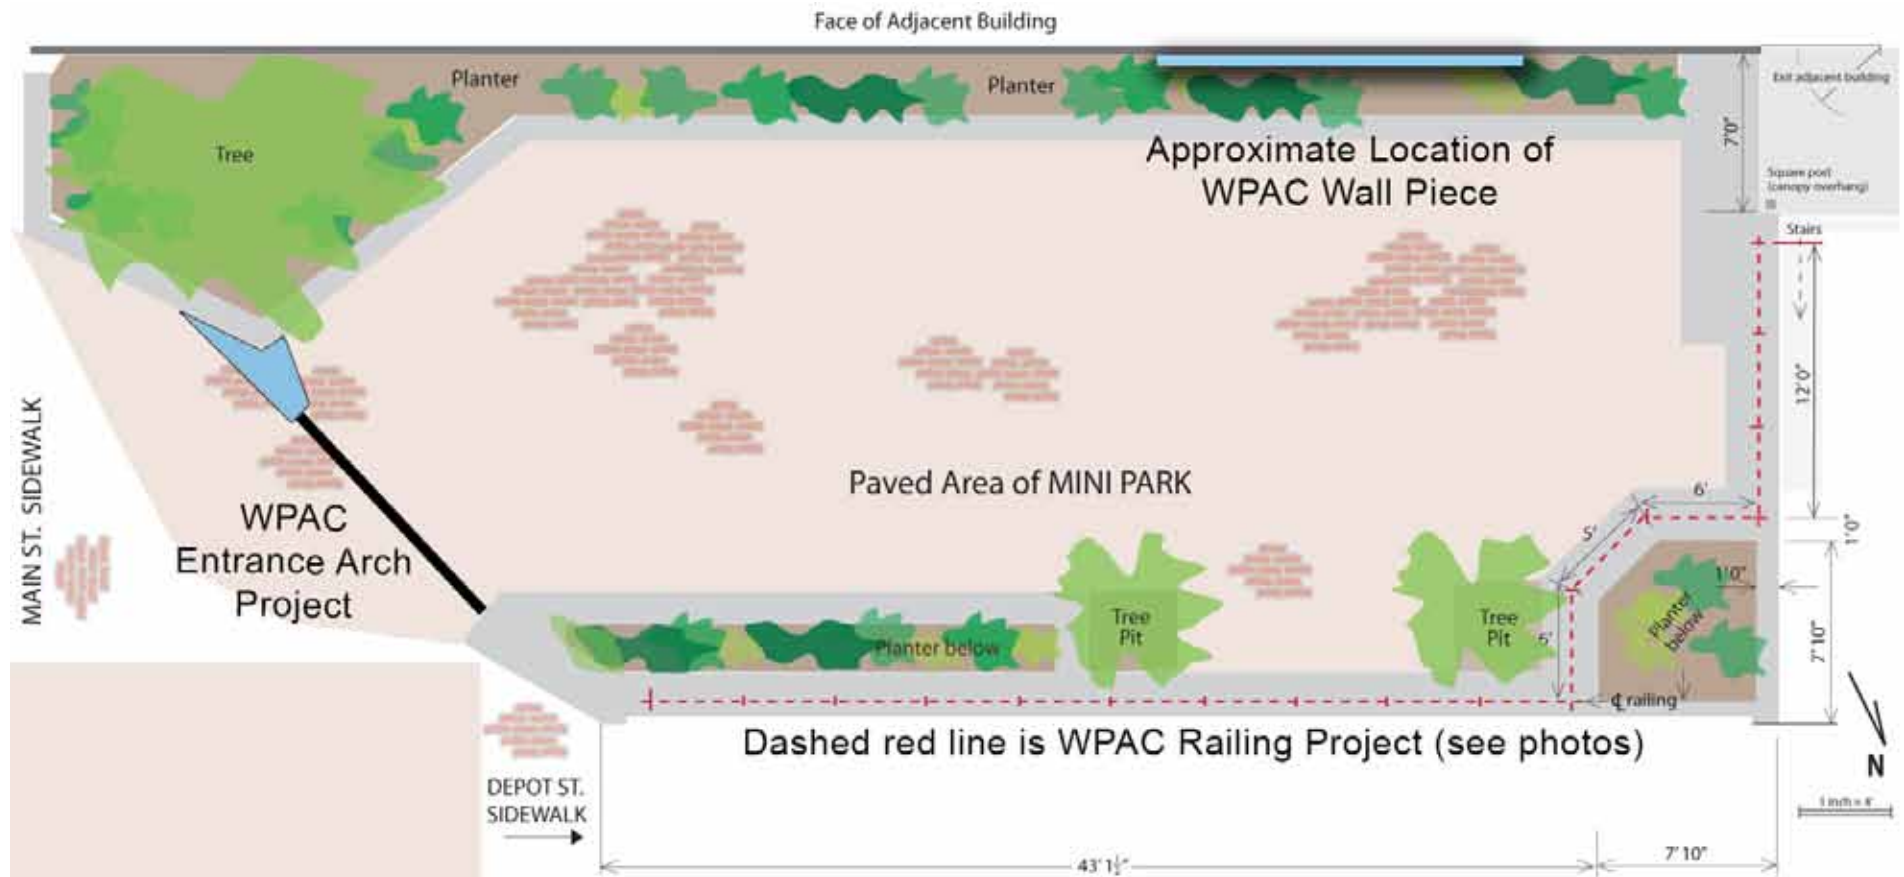 Face of Adjacent Building
Planter
Planter
Exit adjacent building
Tree
7'0"
Approximate Location of
WPAC Wall Piece
Square post
(canopy overhang)
Stairs
12'0"
MAIN ST. SIDEWALK
Paved Area of MINI PARK
6'
5'
1'0"
WPAC
Entrance Arch
Project
Tree
Pit
Tree
Pit
6'
1'0"
Planter
below
Planter below
7'10"
℄ railing
Dashed red line is WPAC Railing Project (see photos)
N
DEPOT ST.
SIDEWALK
1 inch = 4'
43' 1½"
7'10"